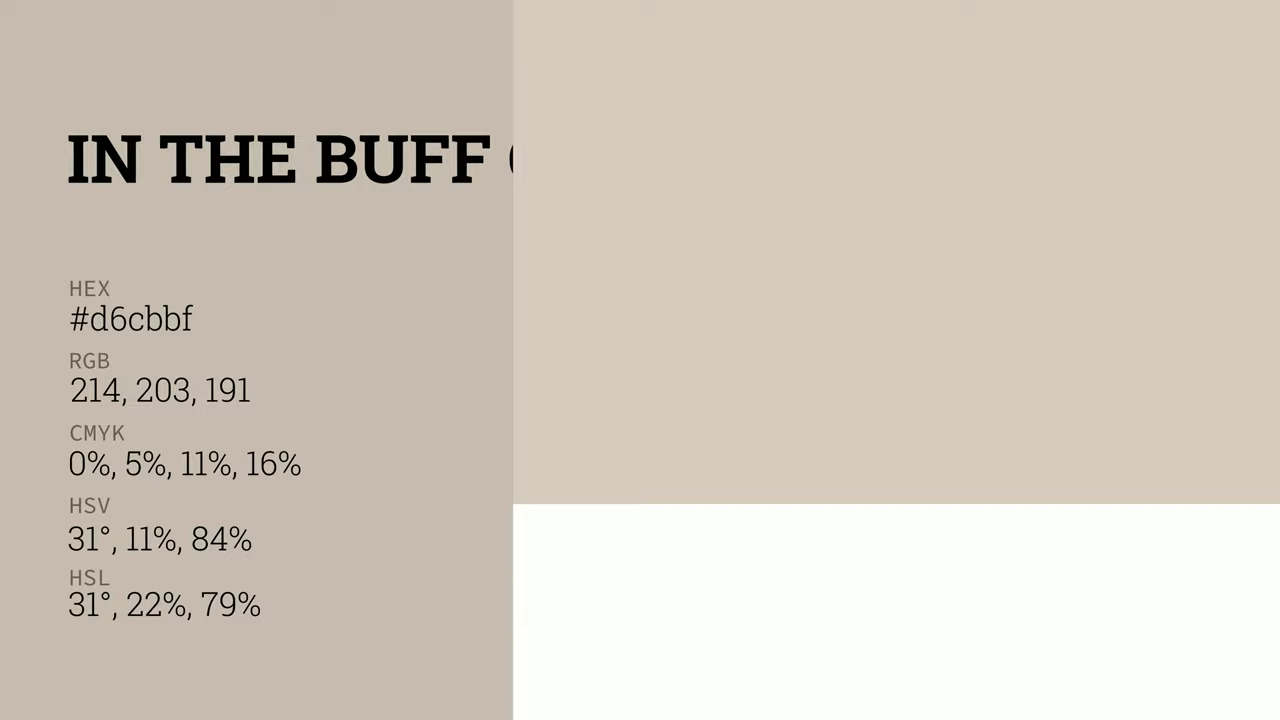 IN THE BUFF
HEX
#d6cbbf
RGB
214, 203, 191
CMYK
0%, 5%, 11%, 16%
HSV
31°, 11%, 84%
HSL
31°, 22%, 79%